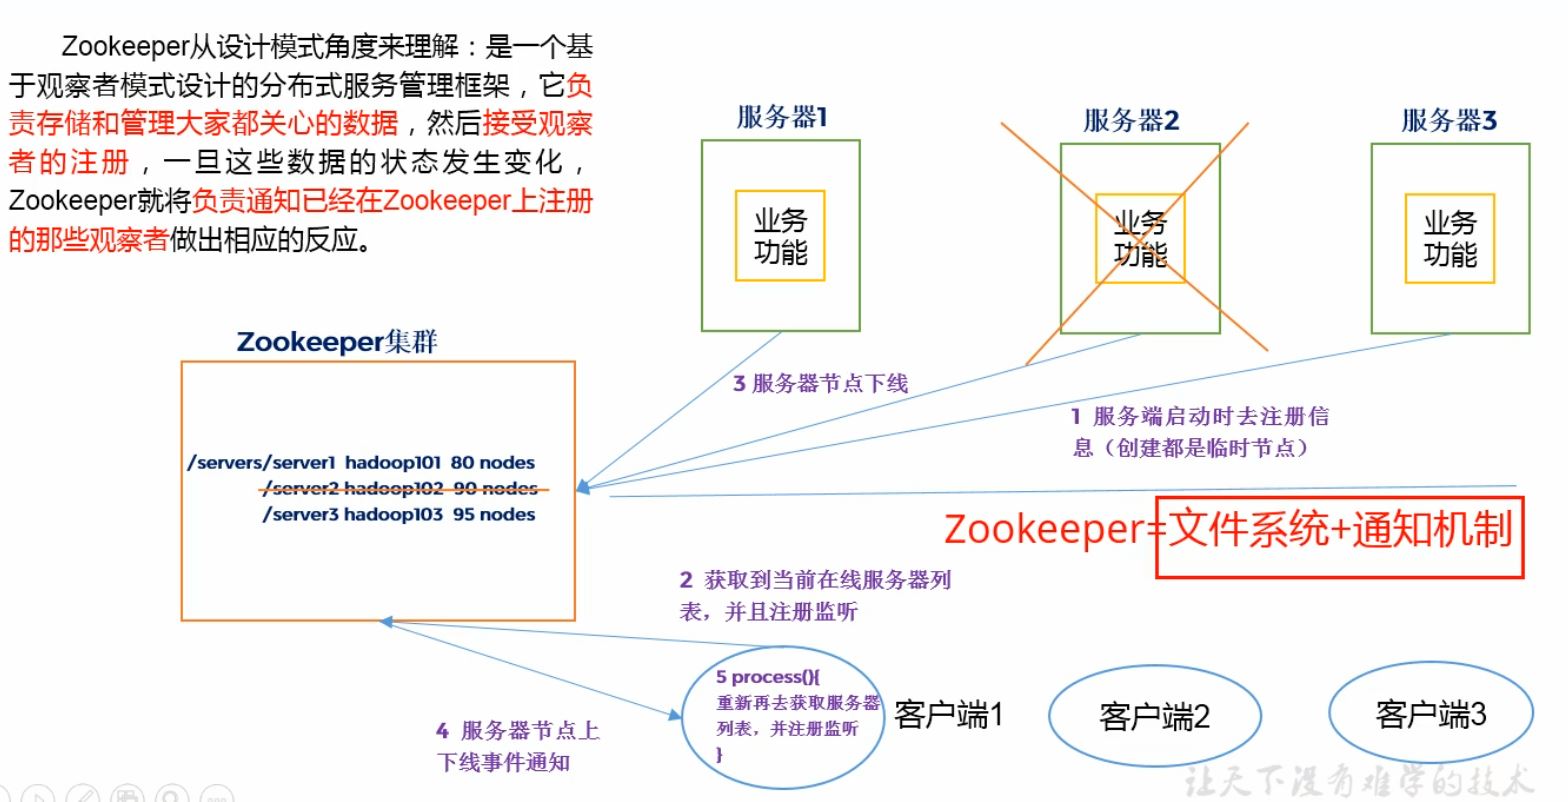 Zookeeper从设计模式角度来理解：是一个基
于观察者模式设计的分布式服务管理框架，它负
责存储和管理大家都关心的数据，然后接受观察
者的注册，一旦这些数据的状态发生变化，
Zookeeper就将负责通知已经在Zookeeper上注册
的那些观察者做出相应的反应。
服务器1
业务
功能
服务器2
业务
功能
服务器3
业务
功能
Zookeeper集群
/servers/server1 hadoop101 80 nodes
/server2 hadoop102 90 nodes
/server3 hadoop103 95 nodes
3 服务器节点下线
1 服务端启动时去注册信
息（创建都是临时节点）
Zookeeper=文件系统+通知机制
2 获取到当前在线服务器列
表，并且注册监听
4 服务器节点上
下线事件通知
5 process(){
重新再去获取服务器
列表，并注册监听
}
客户端1
客户端2
客户端3
让天下没有难学的技术